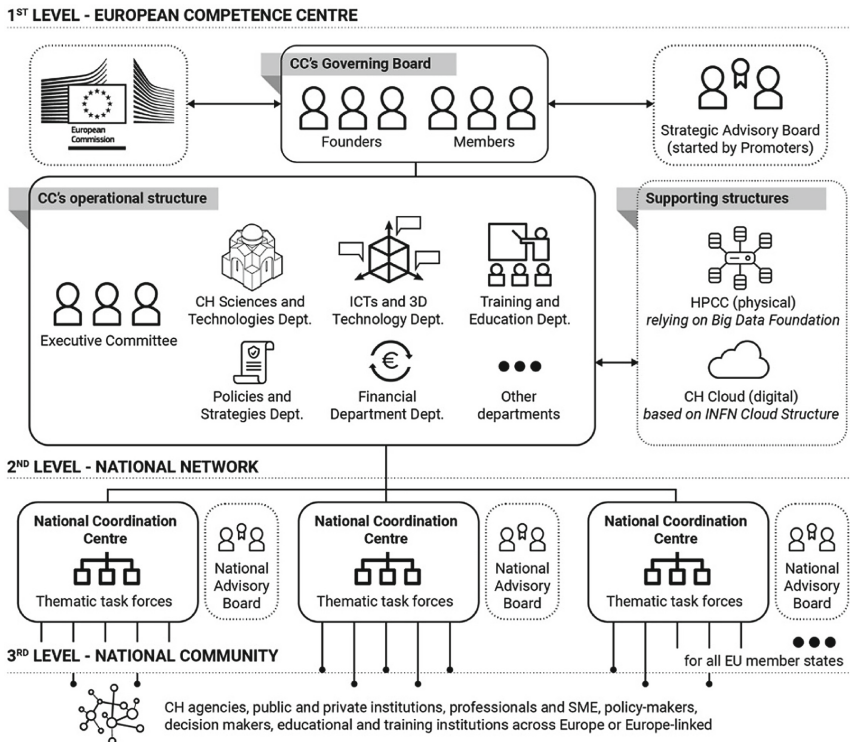 1ST LEVEL - EUROPEAN COMPETENCE CENTRE
European
Commission
CC's Governing Board
Founders
Members
Strategic Advisory Board
(started by Promoters)
CC's operational structure
Executive Committee
CH Sciences and
Technologies Dept.
ICTs and 3D
Technology Dept.
Training and
Education Dept.
Policies and
Strategies Dept.
Financial
Department Dept.
Other
departments
Supporting structures
HPCC (physical)
relying on Big Data Foundation
CH Cloud (digital)
based on INFN Cloud Structure
2ND LEVEL - NATIONAL NETWORK
National Coordination
Centre
Thematic task forces
National
Advisory
Board
National Coordination
Centre
Thematic task forces
National
Advisory
Board
National Coordination
Centre
Thematic task forces
National
Advisory
Board
for all EU member states
3RD LEVEL - NATIONAL COMMUNITY
CH agencies, public and private institutions, professionals and SME, policy-makers,
decision makers, educational and training institutions across Europe or Europe-linked